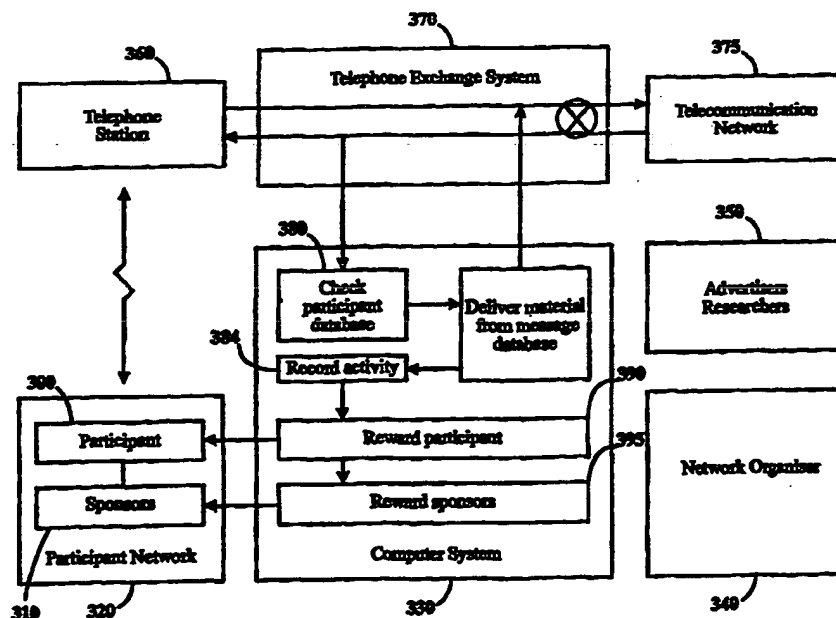 370
360
375
Telephone Exchange System
Telephone
Station
Telecommunication
Network
380
350
Check
participant
database
Deliver material
from message
database
Advertisers
Researchers
384
Record activity
300
390
Participant
Reward participant
395
Network Organiser
Sponsors
Reward sponsors
Participant Network
Computer System
310
320
330
340